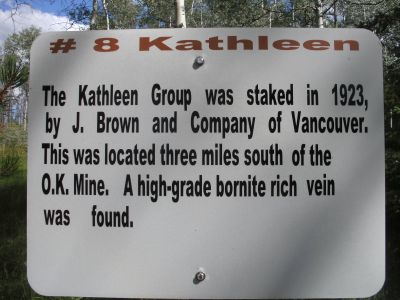 # 8 Kathleen
The Kathleen Group was staked in 1923,
by J. Brown and Company of Vancouver.
This was located three miles south of the
O.K. Mine. A high-grade bornite rich vein
was found.